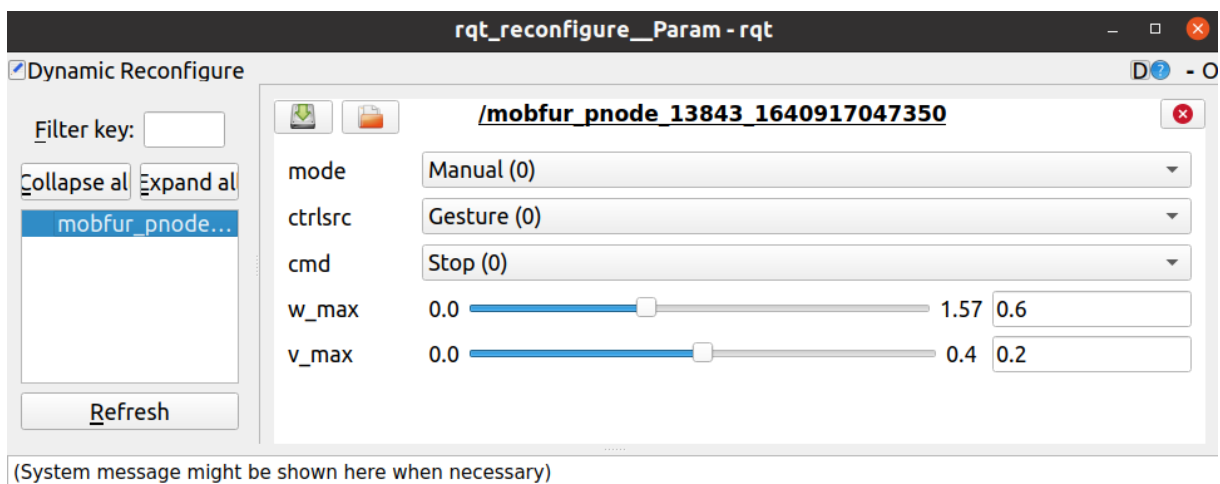 rqt_reconfigure__Param - rqt
Dynamic Reconfigure
D ? - O
Filter key:
Collapse al Expand al
mobfur_pnode...
Refresh
/mobfur_pnode_13843_1640917047350
mode Manual (0)
ctrlsrc Gesture (0)
cmd Stop (0)
w_max 0.0 1.57 0.6
v_max 0.0 0.4 0.2
(System message might be shown here when necessary)